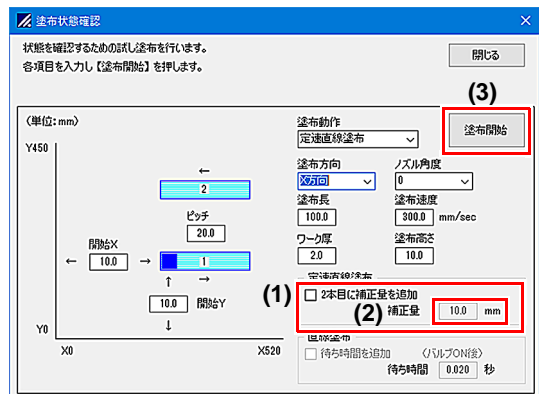 塗布状態確認
状態を確認するための試し塗布を行います。
各項目を入力し【塗布開始】を押します。
閉じる
(3)
塗布開始
(単位:mm)
Y450
←
2
ピッチ
20.0
開始X
← 10.0 →
1
↑ →
10.0 開始Y
↓
Y0
X0
X520
塗布動作
定速直線塗布
塗布方向 ノズル角度
X方向 0
塗布長 塗布速度
100.0 300.0 mm/sec
ワーク厚 塗布高さ
2.0 10.0
定速直線塗布
(1) 2本目に補正量を追加
(2) 補正量 10.0 mm
直線塗布
待ち時間を追加 (バルブON後)
待ち時間 0.020 秒